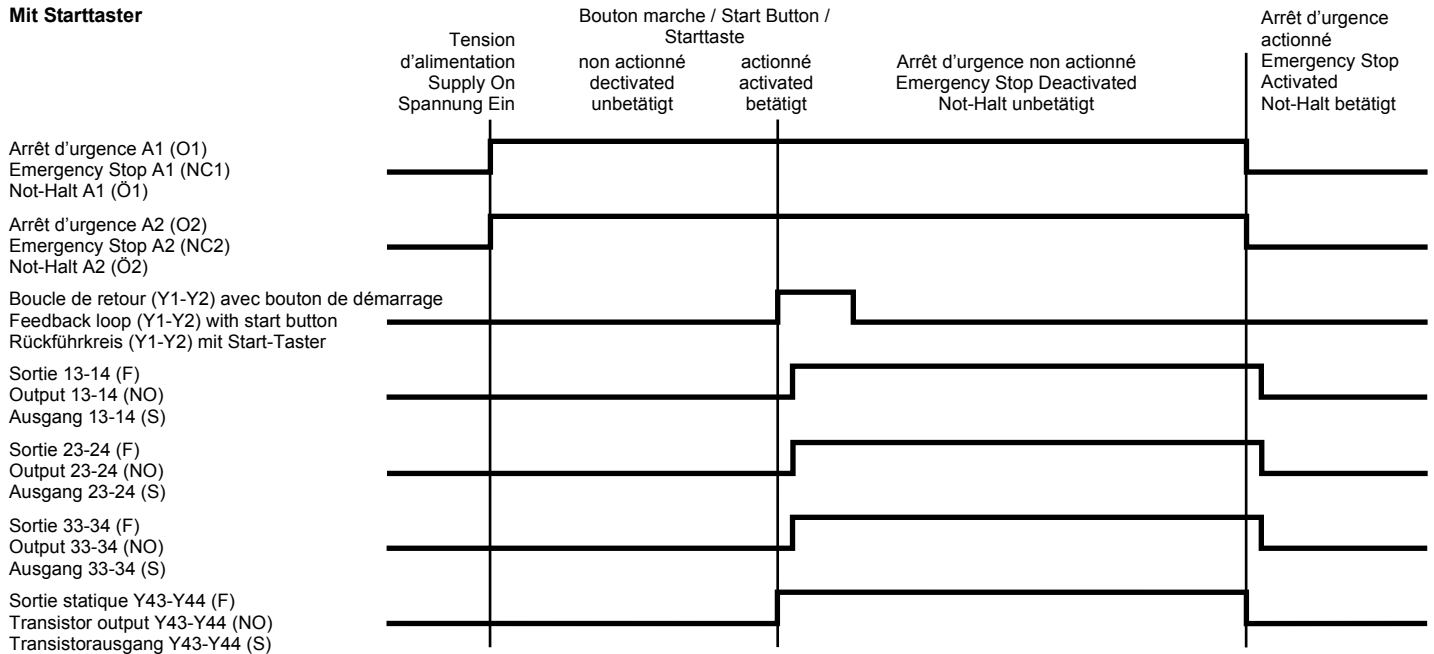 Mit Starttaster
Tension
d’alimentation
Supply On
Spannung Ein
Bouton marche / Start Button /
Starttaste
non actionné
dectivated
unbetätigt
actionné
activated
betätigt
Arrêt d’urgence non actionné
Emergency Stop Deactivated
Not-Halt unbetätigt
Arrêt d’urgence
actionné
Emergency Stop
Activated
Not-Halt betätigt
Arrêt d’urgence A1 (O1)
Emergency Stop A1 (NC1)
Not-Halt A1 (Ö1)
Arrêt d’urgence A2 (O2)
Emergency Stop A2 (NC2)
Not-Halt A2 (Ö2)
Boucle de retour (Y1-Y2) avec bouton de démarrage
Feedback loop (Y1-Y2) with start button
Rückführkreis (Y1-Y2) mit Start-Taster
Sortie 13-14 (F)
Output 13-14 (NO)
Ausgang 13-14 (S)
Sortie 23-24 (F)
Output 23-24 (NO)
Ausgang 23-24 (S)
Sortie 33-34 (F)
Output 33-34 (NO)
Ausgang 33-34 (S)
Sortie statique Y43-Y44 (F)
Transistor output Y43-Y44 (NO)
Transistorausgang Y43-Y44 (S)